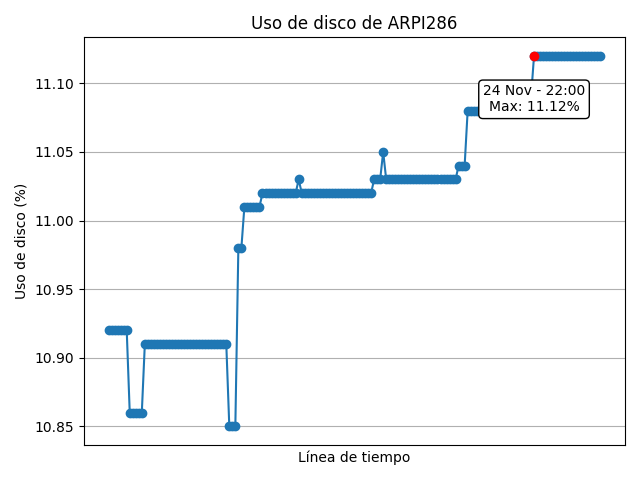 Uso de disco de ARPI286
Uso de disco (%)
11.10
11.05
11.00
10.95
10.90
10.85
24 Nov - 22:00
Max: 11.12%
Línea de tiempo